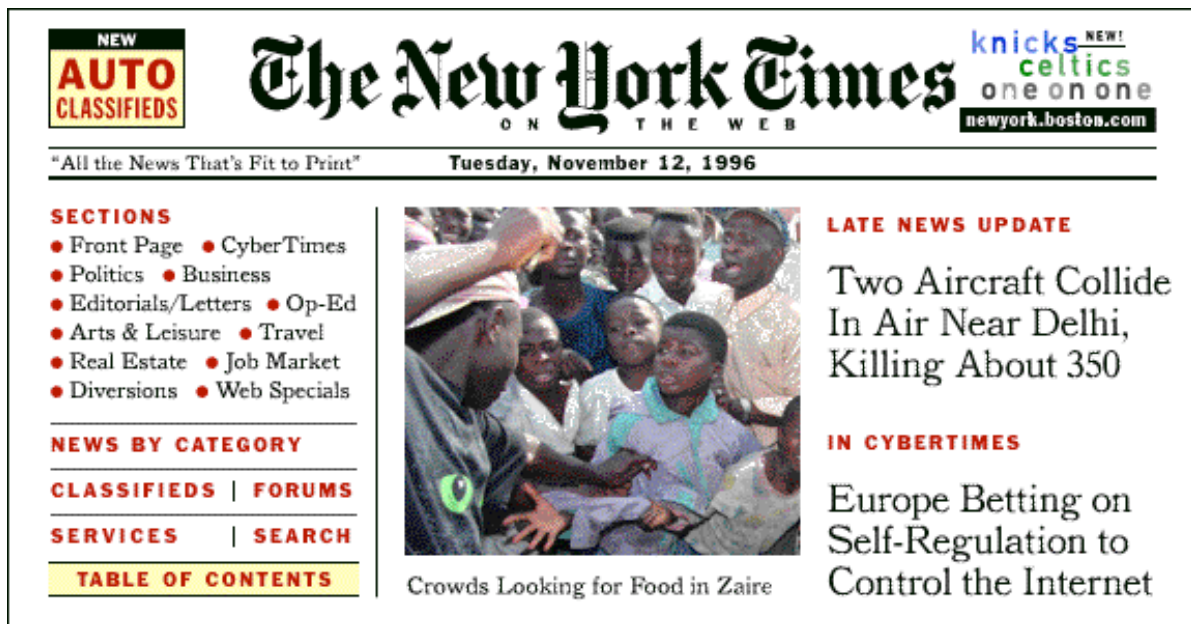 NEW
AUTO
CLASSIFIEDS
The New York Times
ON THE WEB
knicks NEW!
celtics
one on one
newyork.boston.com
"All the News That's Fit to Print"
Tuesday, November 12, 1996
SECTIONS
● Front Page ● CyberTimes
● Politics ● Business
● Editorials/Letters ● Op-Ed
● Arts & Leisure ● Travel
● Real Estate ● Job Market
● Diversions ● Web Specials
NEWS BY CATEGORY
CLASSIFIEDS | FORUMS
SERVICES | SEARCH
TABLE OF CONTENTS
Crowds Looking for Food in Zaire
LATE NEWS UPDATE
Two Aircraft Collide
In Air Near Delhi,
Killing About 350
IN CYBERTIMES
Europe Betting on
Self-Regulation to
Control the Internet